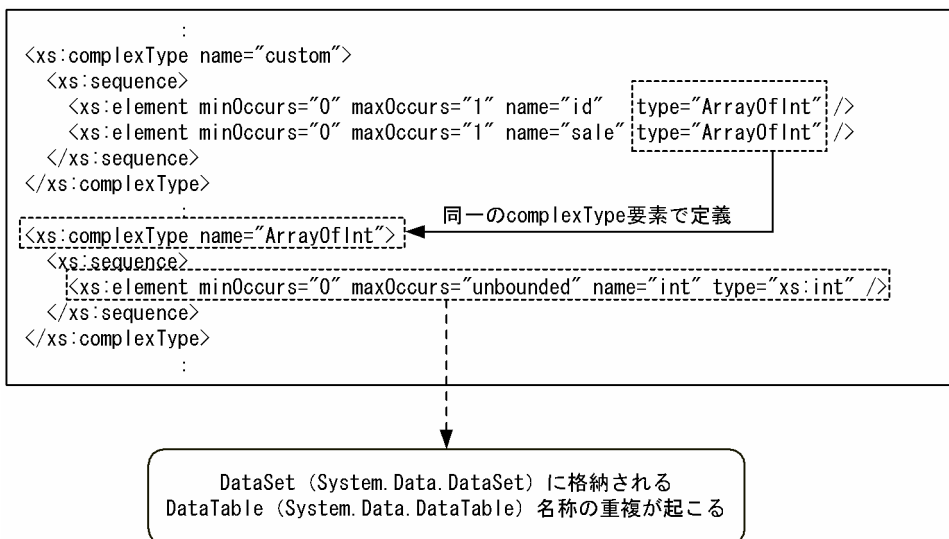 :
<xs:complexType name="custom">
<xs:sequence>
<xs:element minOccurs="0" maxOccurs="1" name="id" type="ArrayOfInt" />
<xs:element minOccurs="0" maxOccurs="1" name="sale" type="ArrayOfInt" />
</xs:sequence>
</xs:complexType>
:
同一のcomplexType要素で定義
<xs:complexType name="ArrayOfInt">
<xs:sequence>
<xs:element minOccurs="0" maxOccurs="unbounded" name="int" type="xs:int" />
</xs:sequence>
</xs:complexType>
:
DataSet（System.Data.DataSet）に格納される
DataTable（System.Data.DataTable）名称の重複が起こる